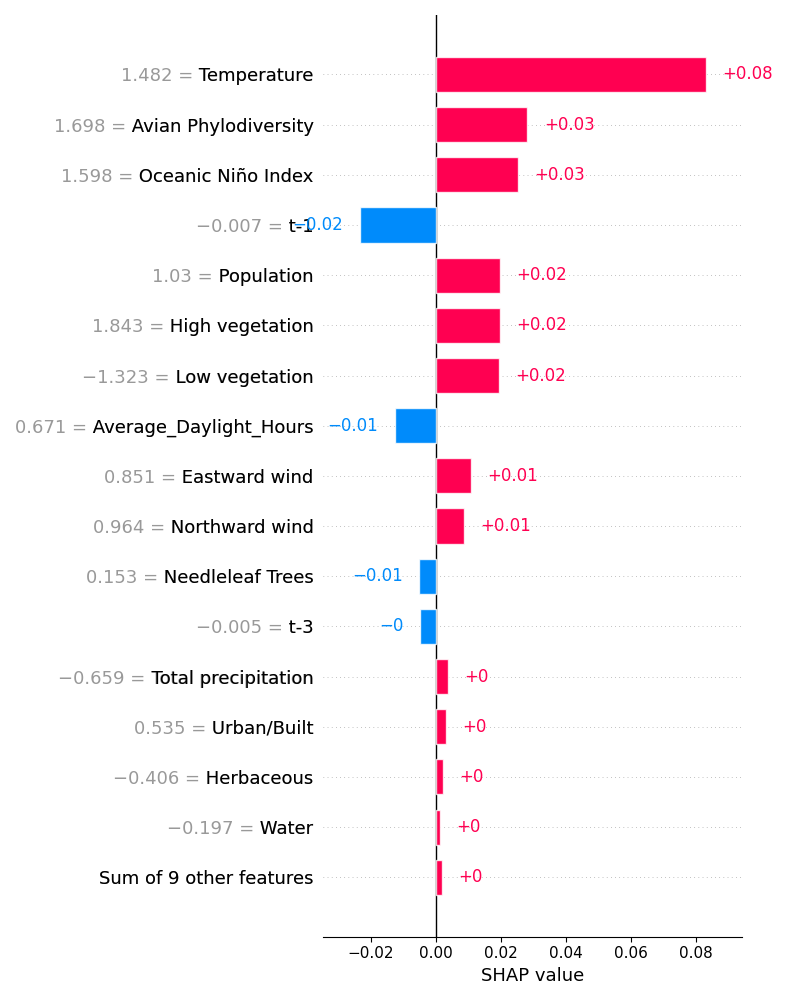 1.482 = Temperature +0.08
1.698 = Avian Phylodiversity +0.03
1.598 = Oceanic Niño Index +0.03
−0.007 = t-1 −0.02
1.03 = Population +0.02
1.843 = High vegetation +0.02
−1.323 = Low vegetation +0.02
0.671 = Average_Daylight_Hours −0.01
0.851 = Eastward wind +0.01
0.964 = Northward wind +0.01
0.153 = Needleleaf Trees −0.01
−0.005 = t-3 −0
−0.659 = Total precipitation +0
0.535 = Urban/Built +0
−0.406 = Herbaceous +0
−0.197 = Water +0
Sum of 9 other features +0
−0.02 0.00 0.02 0.04 0.06 0.08
SHAP value